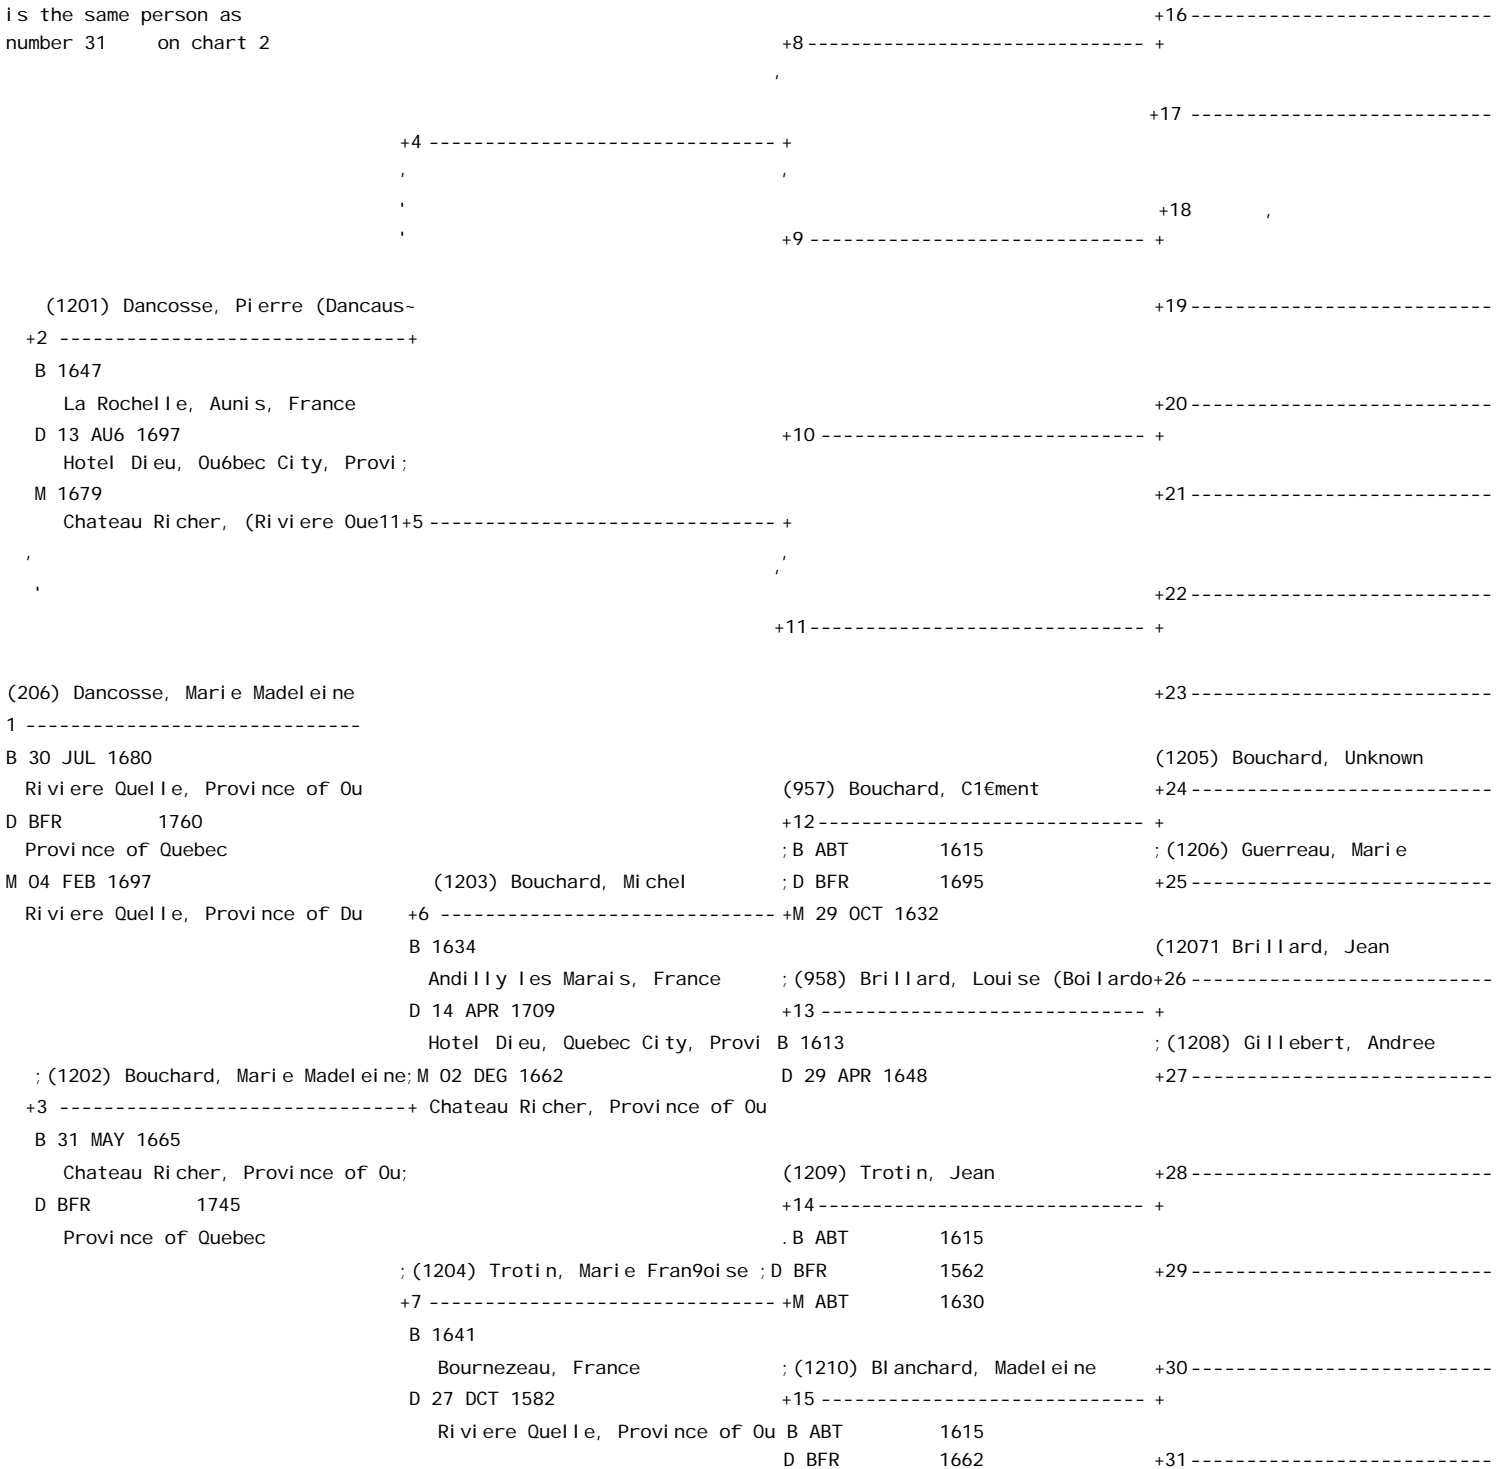 is the same person as +16---------------------------
number 31 on chart 2 +8------------------------------ +
,
+17 ---------------------------
+4 ------------------------------- +
, ,
' +18 ,
' +9 ------------------------------ +
(1201) Dancosse, Pierre (Dancaus~ +19---------------------------
+2 -------------------------------+
B 1647
La Rochelle, Aunis, France +20---------------------------
D 13 AU6 1697 +10 ----------------------------- +
Hotel Dieu, Ou6bec City, Provi;
M 1679 +21---------------------------
Chateau Richer, (Riviere Oue11+5 ------------------------------- +
, ,
,
' +22---------------------------
+11------------------------------ +
(206) Dancosse, Marie Madeleine +23---------------------------
1 ------------------------------
B 30 JUL 1680 (1205) Bouchard, Unknown
Riviere Quelle, Province of Ou (957) Bouchard, C1€ment +24---------------------------
D BFR 1760 +12----------------------------- +
Province of Quebec ;B ABT 1615 ;(1206) Guerreau, Marie
M 04 FEB 1697 (1203) Bouchard, Michel ;D BFR 1695 +25---------------------------
Riviere Quelle, Province of Du +6 ------------------------------ +M 29 OCT 1632
B 1634 (12071 Brillard, Jean
Andilly les Marais, France ;(958) Brillard, Louise (Boilardo+26---------------------------
D 14 APR 1709 +13 ----------------------------- +
Hotel Dieu, Quebec City, Provi B 1613 ;(1208) Gillebert, Andree
;(1202) Bouchard, Marie Madeleine;M 02 DEG 1662 D 29 APR 1648 +27---------------------------
+3 -------------------------------+ Chateau Richer, Province of Ou
B 31 MAY 1665
Chateau Richer, Province of Ou; (1209) Trotin, Jean +28---------------------------
D BFR 1745 +14----------------------------- +
Province of Quebec .B ABT 1615
;(1204) Trotin, Marie Fran9oise ;D BFR 1562 +29---------------------------
+7 ------------------------------- +M ABT 1630
B 1641
Bournezeau, France ;(1210) Blanchard, Madeleine +30---------------------------
D 27 DCT 1582 +15 ----------------------------- +
Riviere Quelle, Province of Ou B ABT 1615
D BFR 1662 +31---------------------------